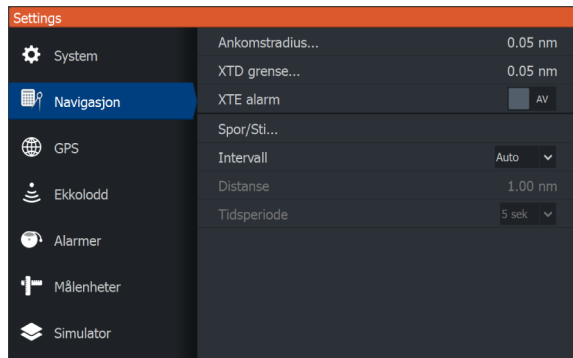 Settings
System
Navigasjon
GPS
Ekkolodd
Alarmer
Målenheter
Simulator
Ankomstradius... 0.05 nm
XTD grense... 0.05 nm
XTE alarm AV
Spor/Sti...
Intervall Auto
Distanse 1.00 nm
Tidsperiode 5 sek